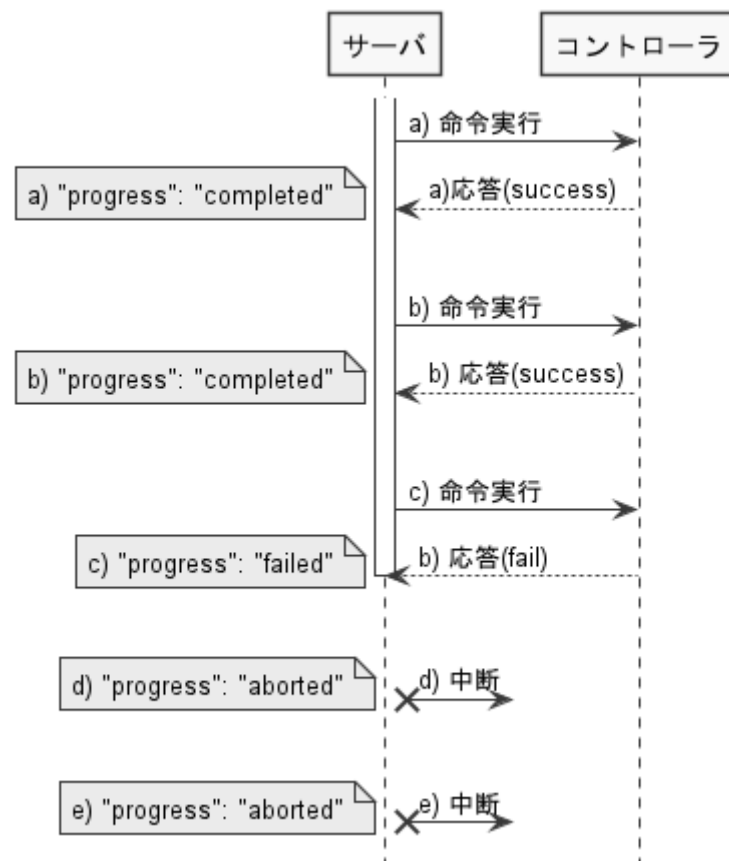 サーバ
コントローラ
a) 命令実行
a) "progress": "completed"
a)応答(success)
b) 命令実行
b) "progress": "completed"
b) 応答(success)
c) 命令実行
c) "progress": "failed"
b) 応答(fail)
d) "progress": "aborted"
d) 中断
e) "progress": "aborted"
e) 中断